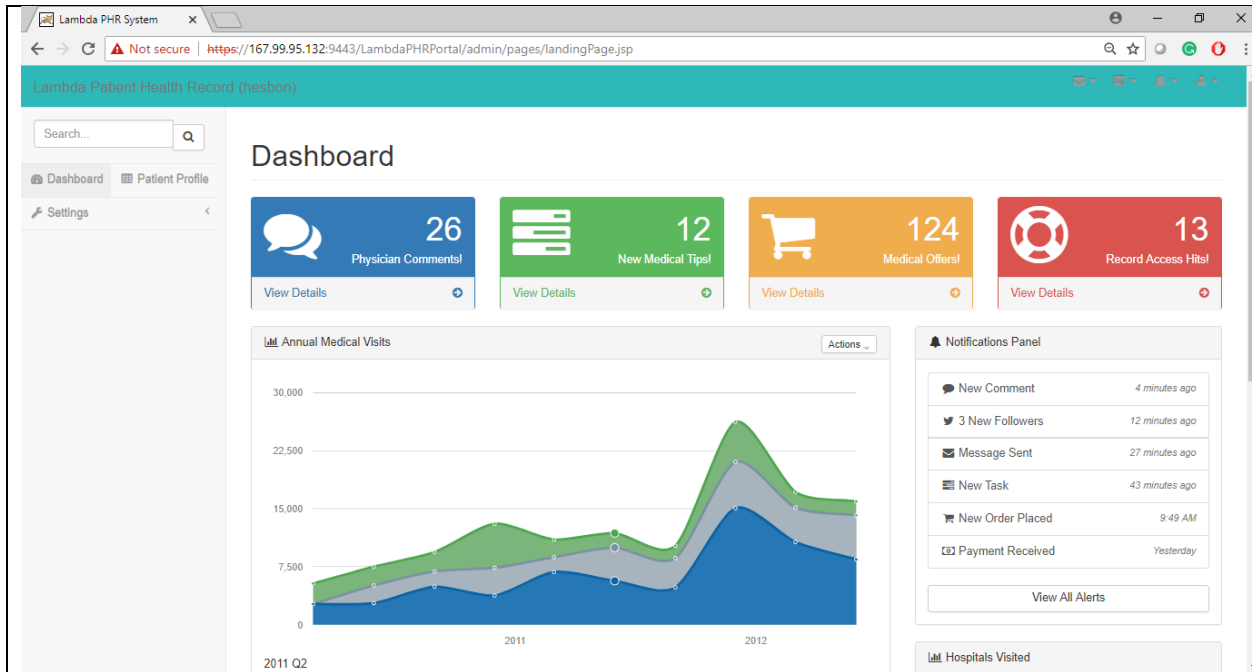 Lambda PHR System
Not secure | https://167.99.95.132:9443/LambdaPHRPortal/admin/pages/landingPage.jsp
Lambda Patient Health Record (hesbon)
Search...
Dashboard Patient Profile
Settings
Dashboard
26
Physician Comments!
View Details
12
New Medical Tips!
View Details
124
Medical Offers!
View Details
13
Record Access Hits!
View Details
Annual Medical Visits
Actions
30,000
22,500
15,000
7,500
0
2011 2012
2011 Q2
Notifications Panel
New Comment 4 minutes ago
3 New Followers 12 minutes ago
Message Sent 27 minutes ago
New Task 43 minutes ago
New Order Placed 9:49 AM
Payment Received Yesterday
View All Alerts
Hospitals Visited